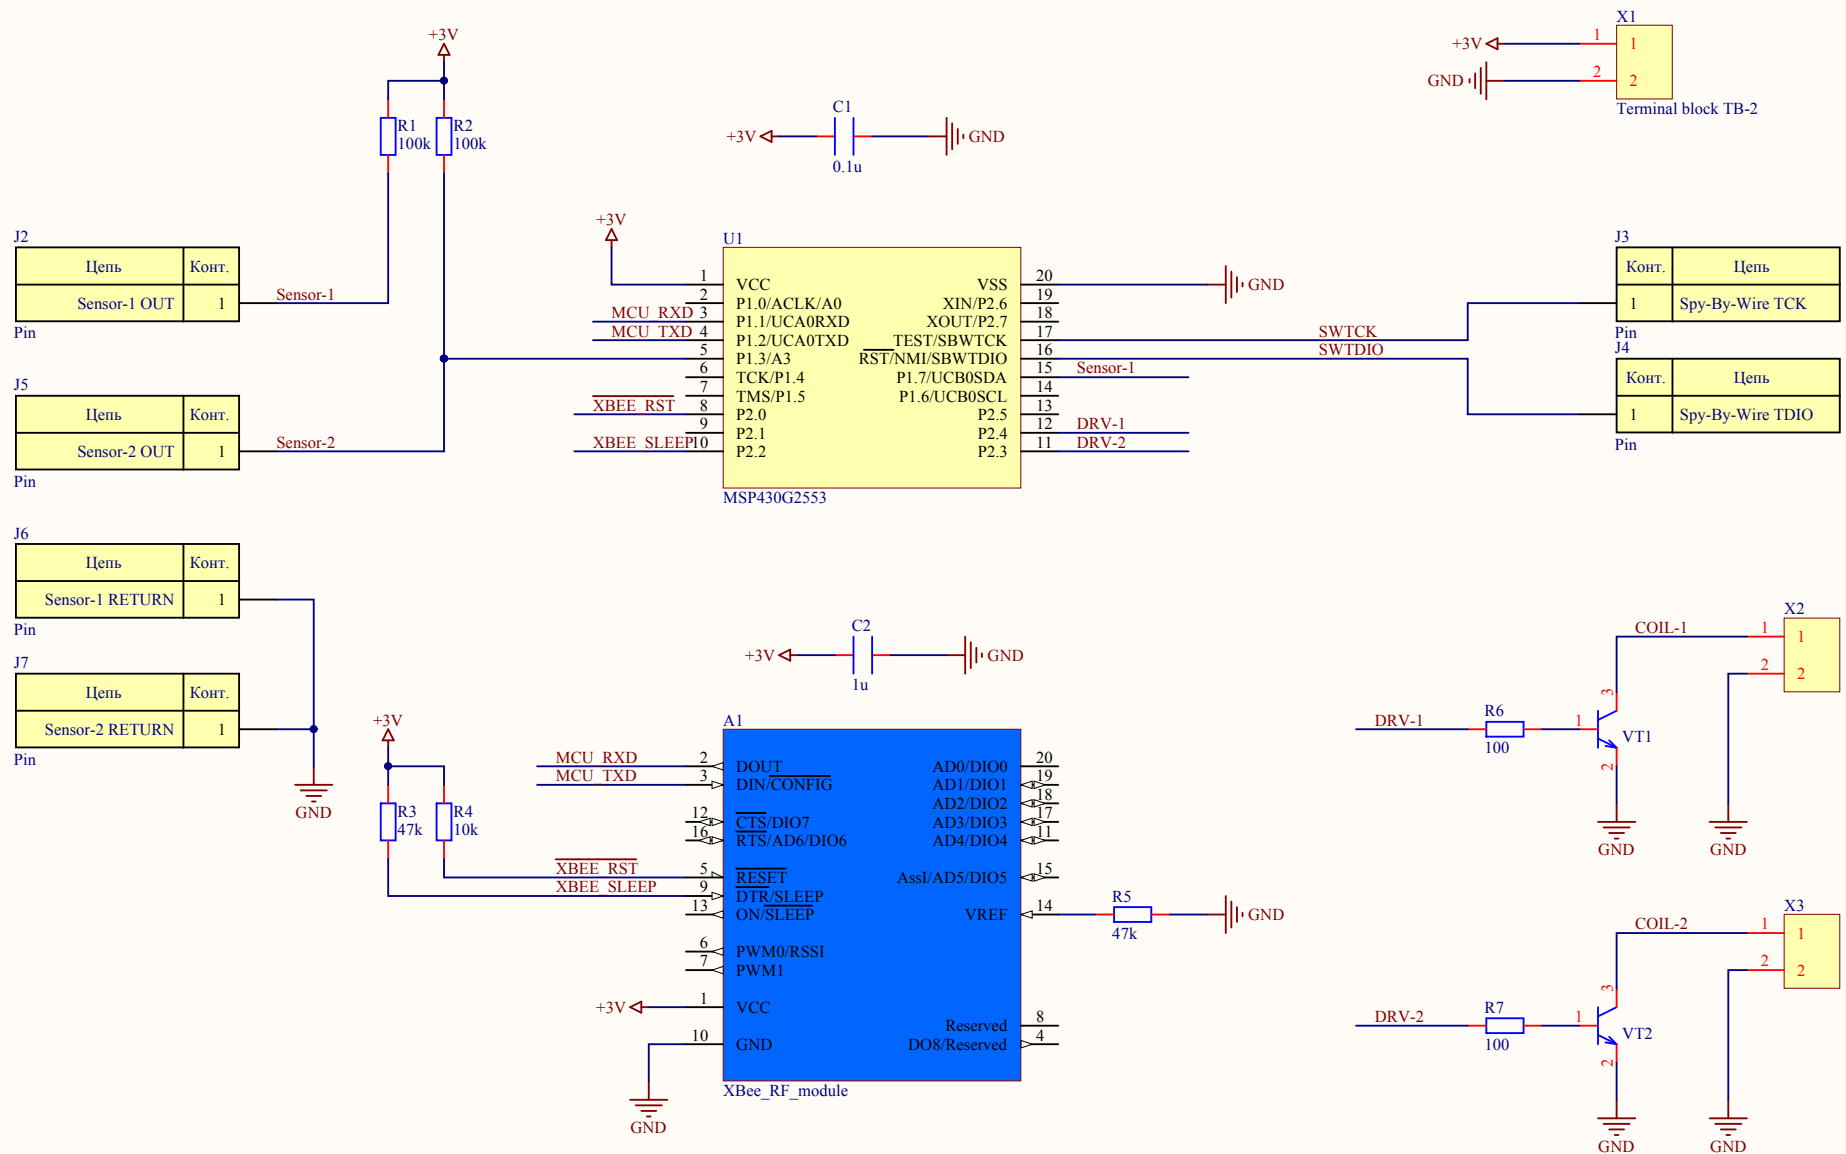 X1
+3V
1
1
GND
2
2
Terminal block TB-2
+3V
R1
100k
R2
100k
C1
+3V
GND
0.1u
J2
Цепь
Конт.
Sensor-1 OUT
1
Pin
Sensor-1
J5
Цепь
Конт.
Sensor-2 OUT
1
Pin
Sensor-2
+3V
U1
1
VCC
2
P1.0/ACLK/A0
MCU_RXD
3
P1.1/UCA0RXD
MCU_TXD
4
P1.2/UCA0TXD
5
P1.3/A3
6
TCK/P1.4
7
TMS/P1.5
XBEE_RST
8
P2.0
9
P2.1
XBEE_SLEEP
10
P2.2
VSS
20
GND
XIN/P2.6
19
XOUT/P2.7
18
TEST/SBWTCK
17
SWTCK
RST/NMI/SBWTDIO
16
SWTDIO
P1.7/UCB0SDA
15
Sensor-1
P1.6/UCB0SCL
14
P2.5
13
P2.4
12
DRV-1
P2.3
11
DRV-2
MSP430G2553
J3
Конт.
Цепь
1
Spy-By-Wire TCK
Pin
J4
Конт.
Цепь
1
Spy-By-Wire TDIO
Pin
J6
Цепь
Конт.
Sensor-1 RETURN
1
Pin
J7
Цепь
Конт.
Sensor-2 RETURN
1
Pin
GND
C2
+3V
GND
1u
+3V
R3
47k
R4
10k
A1
MCU_RXD
2
DOUT
MCU_TXD
3
DIN/CONFIG
12
CTS/DIO7
16
RTS/AD6/DIO6
XBEE_RST
5
RESET
XBEE_SLEEP
9
DTR/SLEEP
13
ON/SLEEP
6
PWM0/RSSI
7
PWM1
+3V
1
VCC
10
GND
GND
AD0/DIO0
20
AD1/DIO1
19
AD2/DIO2
18
AD3/DIO3
17
AD4/DIO4
11
AssI/AD5/DIO5
15
VREF
14
R5
47k
GND
Reserved
8
DO8/Reserved
4
XBee_RF_module
X2
COIL-1
1
1
2
2
DRV-1
R6
100
1
3
2
VT1
GND
GND
X3
COIL-2
1
1
2
2
DRV-2
R7
100
1
3
2
VT2
GND
GND